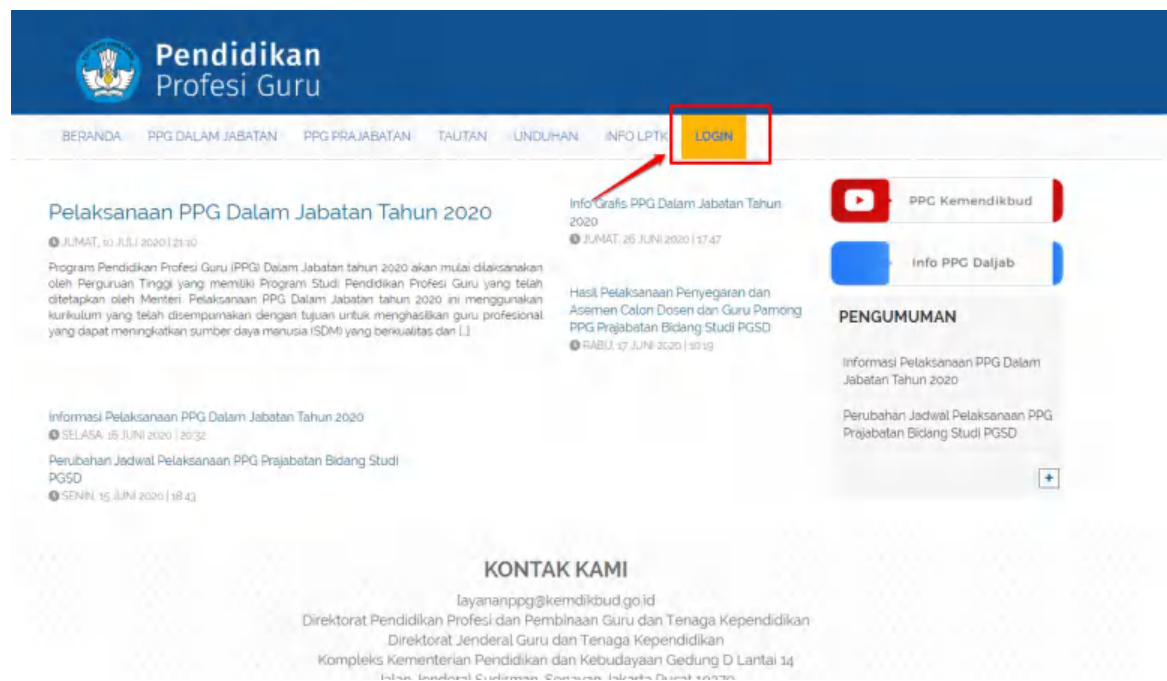 Pendidikan
Profesi Guru
BERANDA PPG DALAM JABATAN PPG PRAJABATAN TAUTAN UNDUHAN INFO LPTK LOGIN
Pelaksanaan PPG Dalam Jabatan Tahun 2020
JUMAT, 10 JULI 2020 | 21:10
Program Pendidikan Profesi Guru (PPG) Dalam Jabatan tahun 2020 akan mulai dilaksanakan
oleh Perguruan Tinggi yang memiliki Program Studi Pendidikan Profesi Guru yang telah
ditetapkan oleh Menteri. Pelaksanaan PPG Dalam Jabatan tahun 2020 ini menggunakan
kurikulum yang telah disempurnakan dengan tujuan untuk menghasilkan guru profesional
yang dapat meningkatkan sumber daya manusia (SDM) yang berkualitas dan [...]
Informasi Pelaksanaan PPG Dalam Jabatan Tahun 2020
SELASA, 16 JUNI 2020 | 20:32
Perubahan Jadwal Pelaksanaan PPG Prajabatan Bidang Studi
PGSD
SENIN, 15 JUNI 2020 | 18:43
Info Grafis PPG Dalam Jabatan Tahun
2020
JUMAT, 26 JUNI 2020 | 17:47
Hasil Pelaksanaan Penyegaran dan
Asemen Calon Dosen dan Guru Pamong
PPG Prajabatan Bidang Studi PGSD
RABU, 17 JUNI 2020 | 10:19
PPG Kemendikbud
Info PPG Daljab
PENGUMUMAN
Informasi Pelaksanaan PPG Dalam
Jabatan Tahun 2020
Perubahan Jadwal Pelaksanaan PPG
Prajabatan Bidang Studi PGSD
+
KONTAK KAMI
layananppg@kemdikbud.go.id
Direktorat Pendidikan Profesi dan Pembinaan Guru dan Tenaga Kependidikan
Direktorat Jenderal Guru dan Tenaga Kependidikan
Kompleks Kementerian Pendidikan dan Kebudayaan Gedung D Lantai 14
Jalan Jenderal Sudirman, Senayan Jakarta Pusat 10270